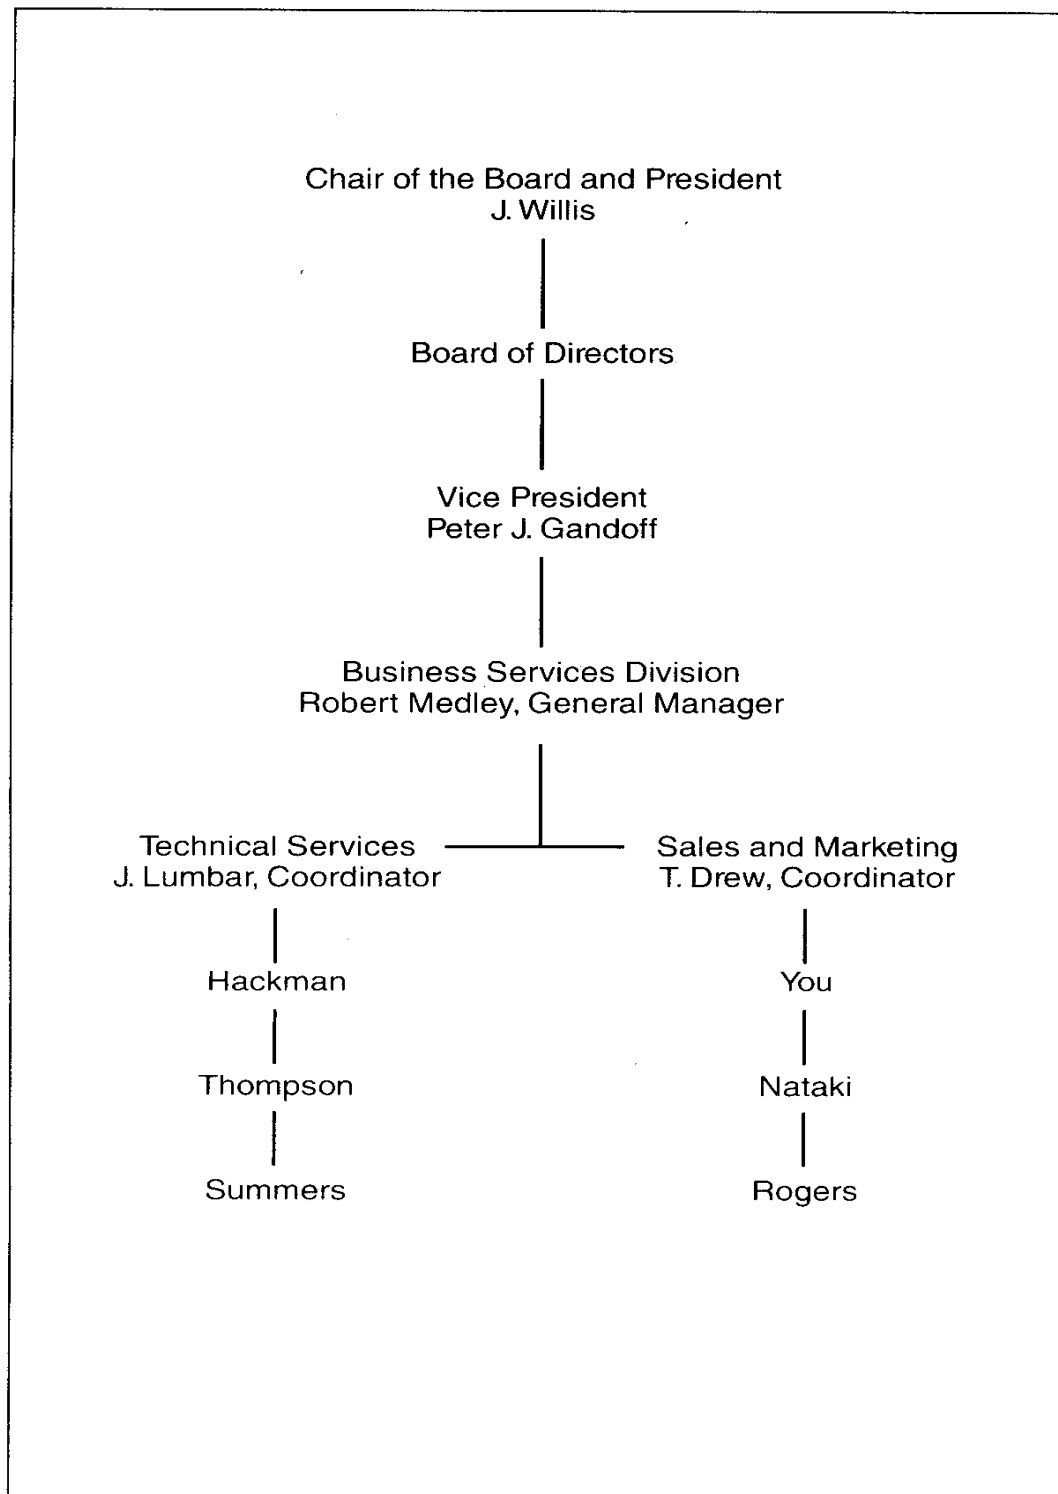 Chair of the Board and President
J. Willis
Board of Directors
Vice President
Peter J. Gandoff
Business Services Division
Robert Medley, General Manager
Technical Services
J. Lumbar, Coordinator
Sales and Marketing
T. Drew, Coordinator
Hackman
You
Thompson
Nataki
Summers
Rogers